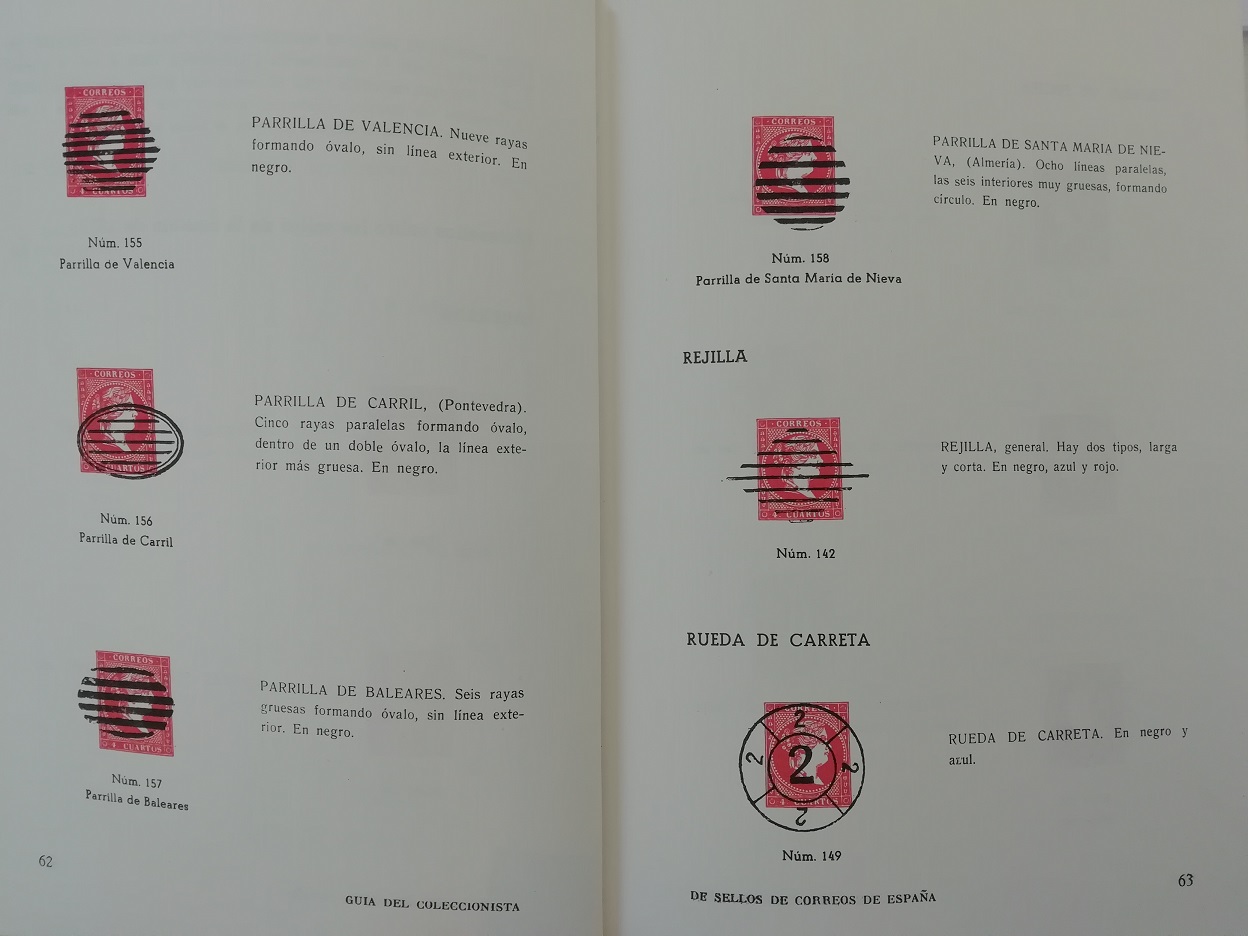 CORREOS
4 CUARTOS
PARRILLA DE VALENCIA. Nueve rayas
formando óvalo, sin línea exterior. En
negro.
Núm. 155
Parrilla de Valencia
CORREOS
CUARTOS
PARRILLA DE CARRIL, (Pontevedra).
Cinco rayas paralelas formando óvalo,
dentro de un doble óvalo, la línea exte-
rior más gruesa. En negro.
Núm. 156
Parrilla de Carril
CORREOS
4 CUARTOS
PARRILLA DE BALEARES. Seis rayas
gruesas formando óvalo, sin línea exte-
rior. En negro.
Núm. 157
Parrilla de Baleares
62
GUIA DEL COLECCIONISTA
CORREOS
PARRILLA DE SANTA MARIA DE NIE-
VA, (Almería). Ocho líneas paralelas,
las seis interiores muy gruesas, formando
círculo. En negro.
Núm. 158
Parrilla de Santa María de Nieva
REJILLA
CORREOS
4 CUARTOS
REJILLA, general. Hay dos tipos, larga
y corta. En negro, azul y rojo.
Núm. 142
RUEDA DE CARRETA
2
2 2 2
2
4 CUARTOS
RUEDA DE CARRETA. En negro y
azul.
Núm. 149
63
DE SELLOS DE CORREOS DE ESPAÑA